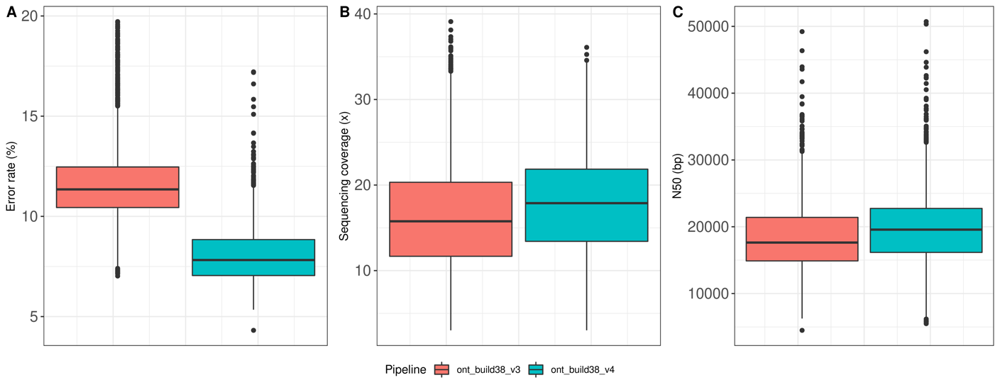 A
Error rate (%)
20
15
10
5
B
Sequencing coverage (x)
40
30
20
10
C
N50 (bp)
50000
40000
30000
20000
10000
Pipeline ont_build38_v3 ont_build38_v4